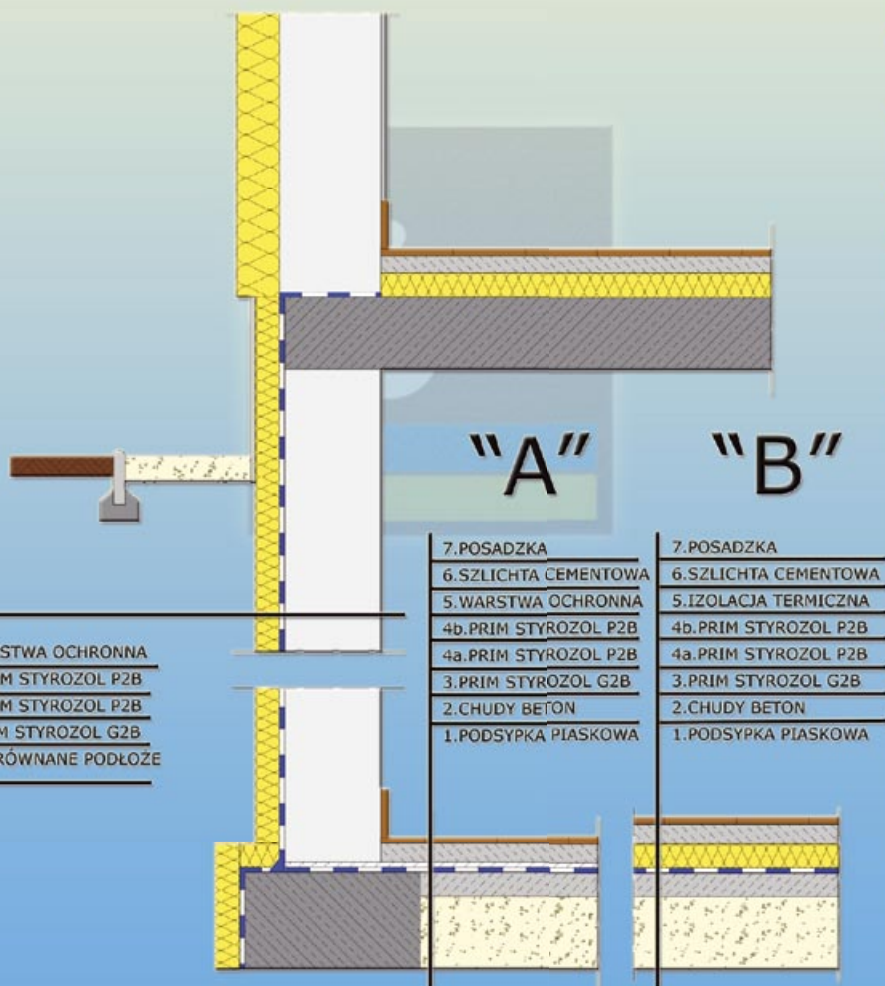 "A"
7.POSADZKA
6.SZLICHTA CEMENTOWA
5.WARSTWA OCHRONNA
4b.PRIM STYROZOL P2B
4a.PRIM STYROZOL P2B
3.PRIM STYROZOL G2B
2.CHUDY BETON
1.PODSYPKA PIASKOWA
"B"
7.POSADZKA
6.SZLICHTA CEMENTOWA
5.IZOLACJA TERMICZNA
4b.PRIM STYROZOL P2B
4a.PRIM STYROZOL P2B
3.PRIM STYROZOL G2B
2.CHUDY BETON
1.PODSYPKA PIASKOWA
STWA OCHRONNA
M STYROZOL P2B
M STYROZOL P2B
M STYROZOL G2B
RÓWNANE PODŁOŻE